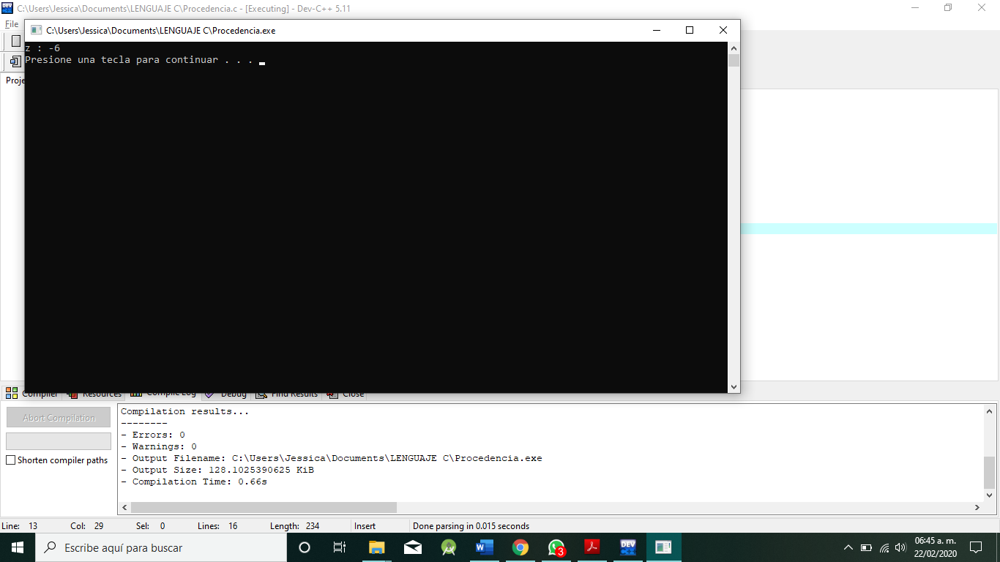 C:\Users\Jessica\Documents\LENGUAJE C\Procedencia.c - [Executing] - Dev-C++ 5.11
File
C:\Users\Jessica\Documents\LENGUAJE C\Procedencia.exe
z : -6
Presione una tecla para continuar . . .
Proje
Compiler Resources Compile Log Debug Find Results Close
Abort Compilation
Shorten compiler paths
Compilation results...
--------
- Errors: 0
- Warnings: 0
- Output Filename: C:\Users\Jessica\Documents\LENGUAJE C\Procedencia.exe
- Output Size: 128.1025390625 KiB
- Compilation Time: 0.66s
Line: 13 Col: 29 Sel: 0 Lines: 16 Length: 234 Insert Done parsing in 0.015 seconds
Escribe aquí para buscar
3
DEV
06:45 a. m.
22/02/2020